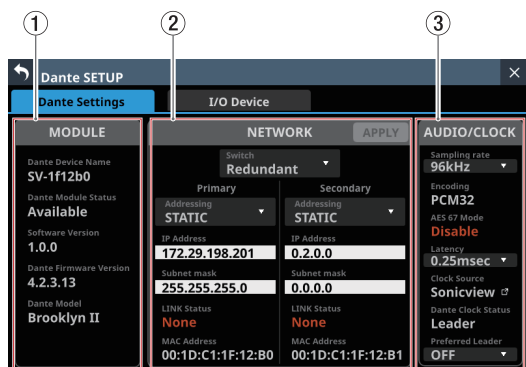 1 2 3
Dante SETUP
Dante Settings
I/O Device
MODULE
Dante Device Name
SV-1f12b0
Dante Module Status
Available
Software Version
1.0.0
Dante Firmware Version
4.2.3.13
Dante Model
Brooklyn II
NETWORK
APPLY
Switch
Redundant
Primary
Addressing
STATIC
IP Address
172.29.198.201
Subnet mask
255.255.255.0
LINK Status
None
MAC Address
00:1D:C1:1F:12:B0
Secondary
Addressing
STATIC
IP Address
0.2.0.0
Subnet mask
0.0.0.0
LINK Status
None
MAC Address
00:1D:C1:1F:12:B1
AUDIO/CLOCK
Sampling rate
96kHz
Encoding
PCM32
AES 67 Mode
Disable
Latency
0.25msec
Clock Source
Sonicview
Dante Clock Status
Leader
Preferred Leader
OFF